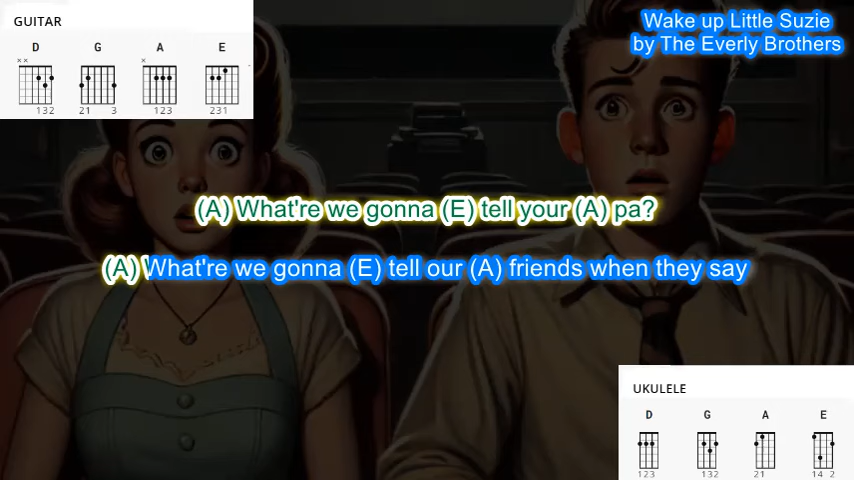 GUITAR
D G A E
×× ×
132 21 3 123 231
Wake up Little Suzie
by The Everly Brothers
(A) What're we gonna (E) tell your (A) pa?
(A) What're we gonna (E) tell our (A) friends when they say
UKULELE
D G A E
123 132 21 14 2